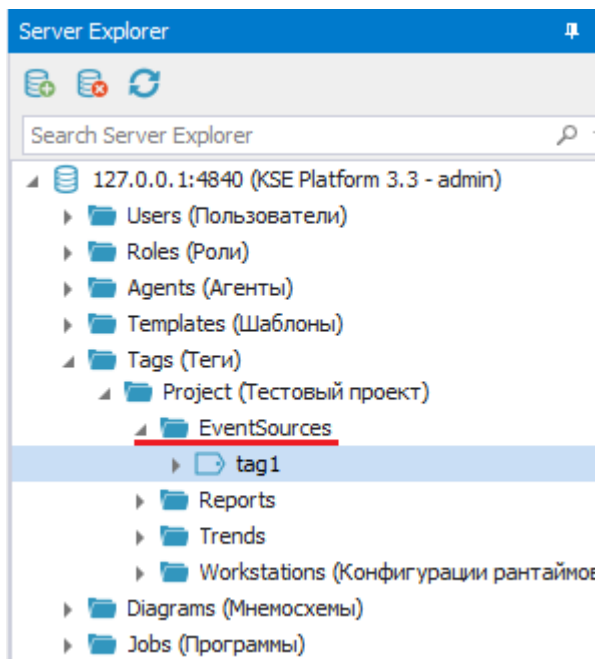 Server Explorer
Search Server Explorer
127.0.0.1:4840 (KSE Platform 3.3 - admin)
Users (Пользователи)
Roles (Роли)
Agents (Агенты)
Templates (Шаблоны)
Tags (Теги)
Project (Тестовый проект)
EventSources
tag1
Reports
Trends
Workstations (Конфигурации рантаймов
Diagrams (Мнемосхемы)
Jobs (Программы)